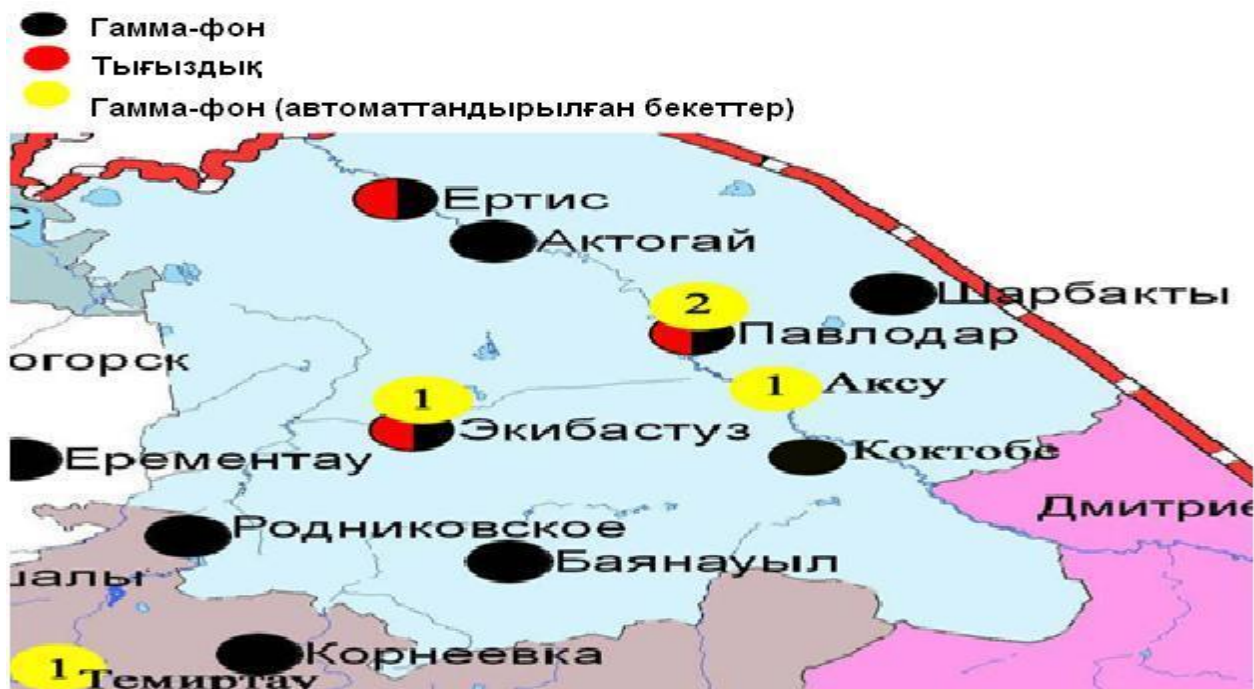 Гамма-фон
Тығыздық
Гамма-фон (автоматтандырылған бекеттер)
Ертис
Актогай
С
Шарбакты
2
Павлодар
огорск
1
Аксу
1
Экибастуз
Ерементау
Коктобе
Дмитрие
Родниковское
Баянауыл
шалы
Корнеевка
1
Темиртау